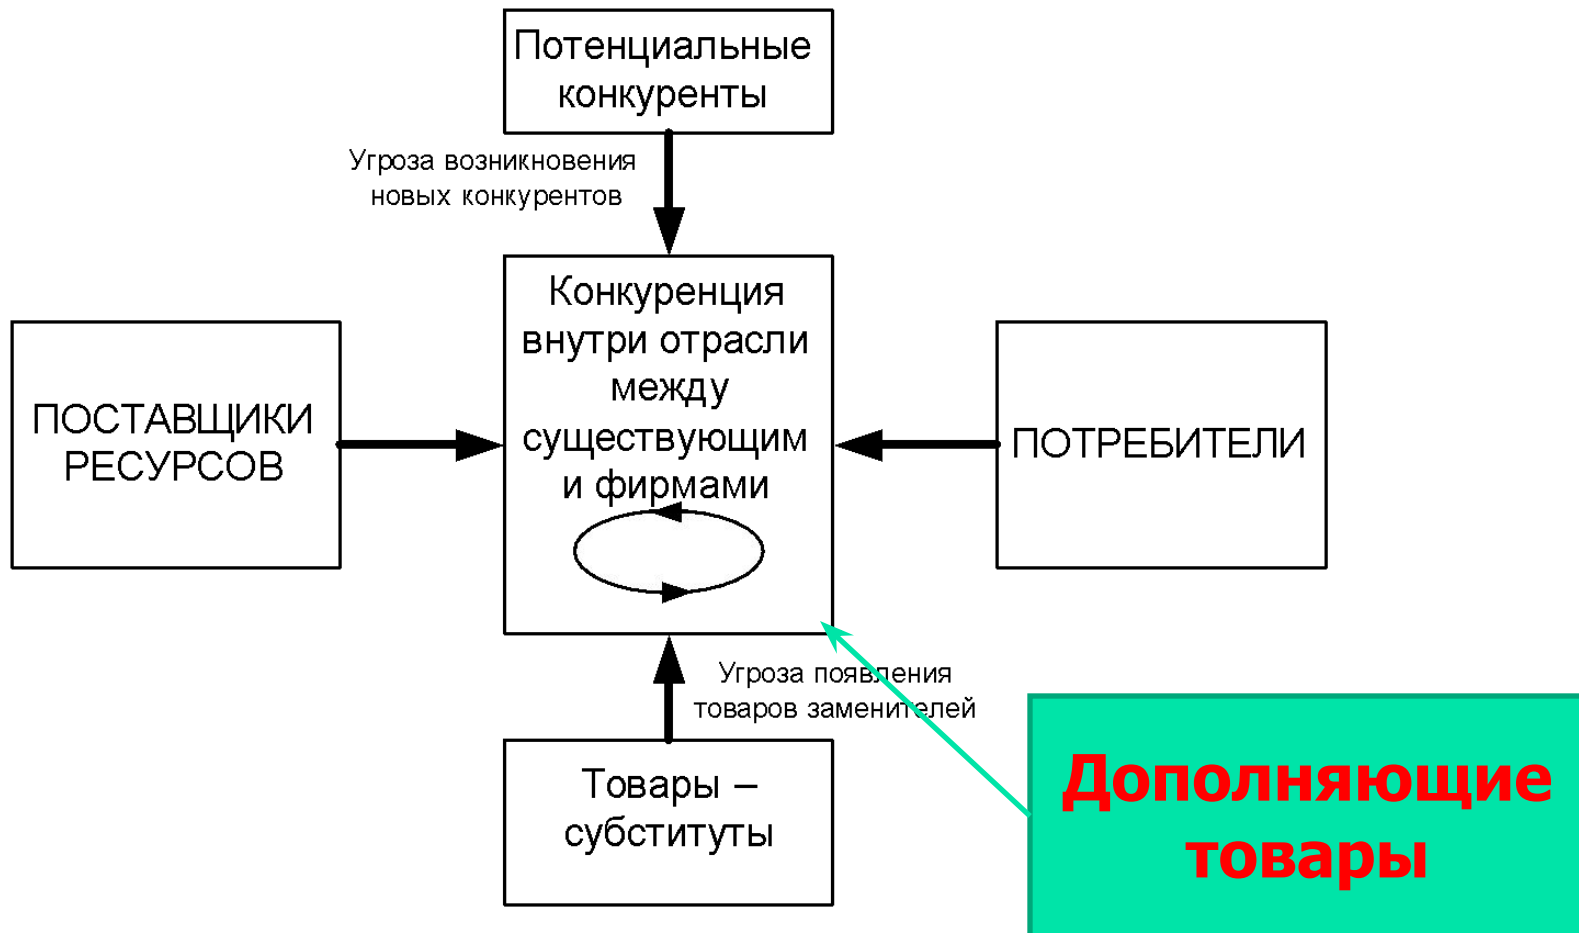 Потенциальные
конкуренты
Угроза возникновения
новых конкурентов
Конкуренция
внутри отрасли
между
существующим
и фирмами
ПОСТАВЩИКИ
РЕСУРСОВ
ПОТРЕБИТЕЛИ
Угроза появления
товаров заменителей
Товары –
субституты
Дополняющие
товары